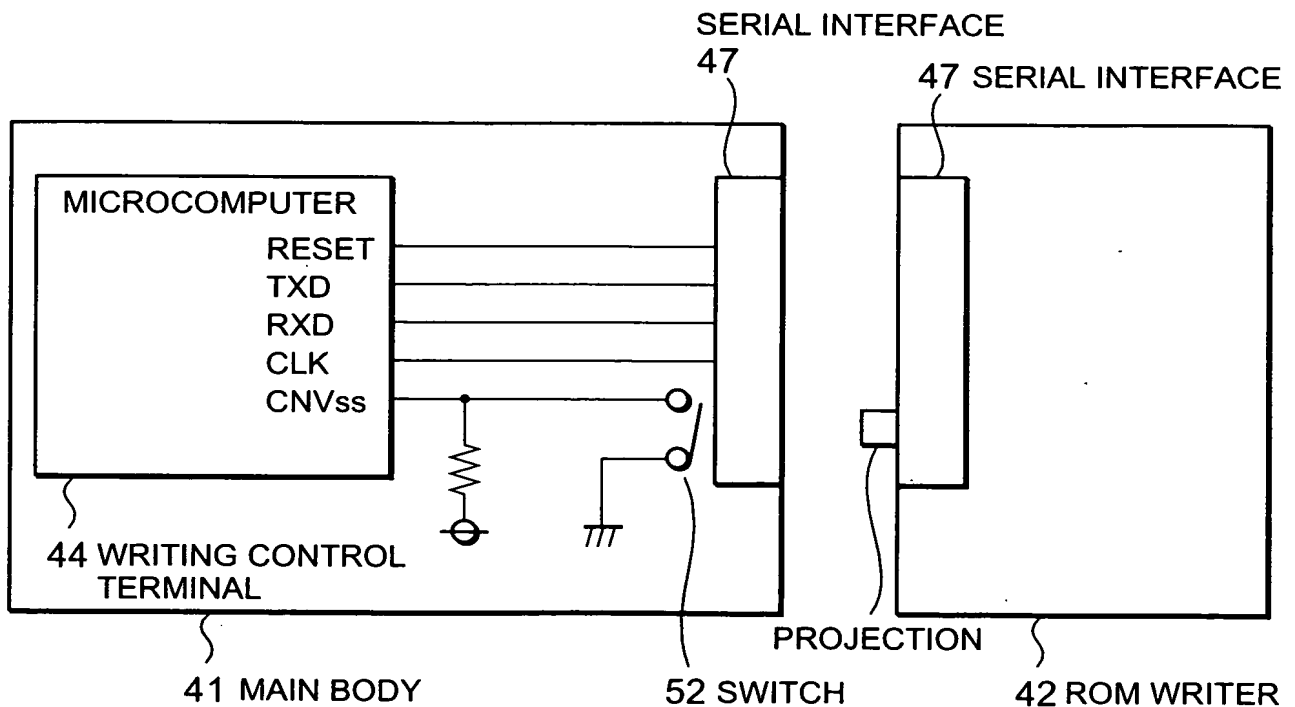 SERIAL INTERFACE
47
47 SERIAL INTERFACE
MICROCOMPUTER
RESET
TXD
RXD
CLK
CNVss
44 WRITING CONTROL
TERMINAL
PROJECTION
41 MAIN BODY
52 SWITCH
42 ROM WRITER